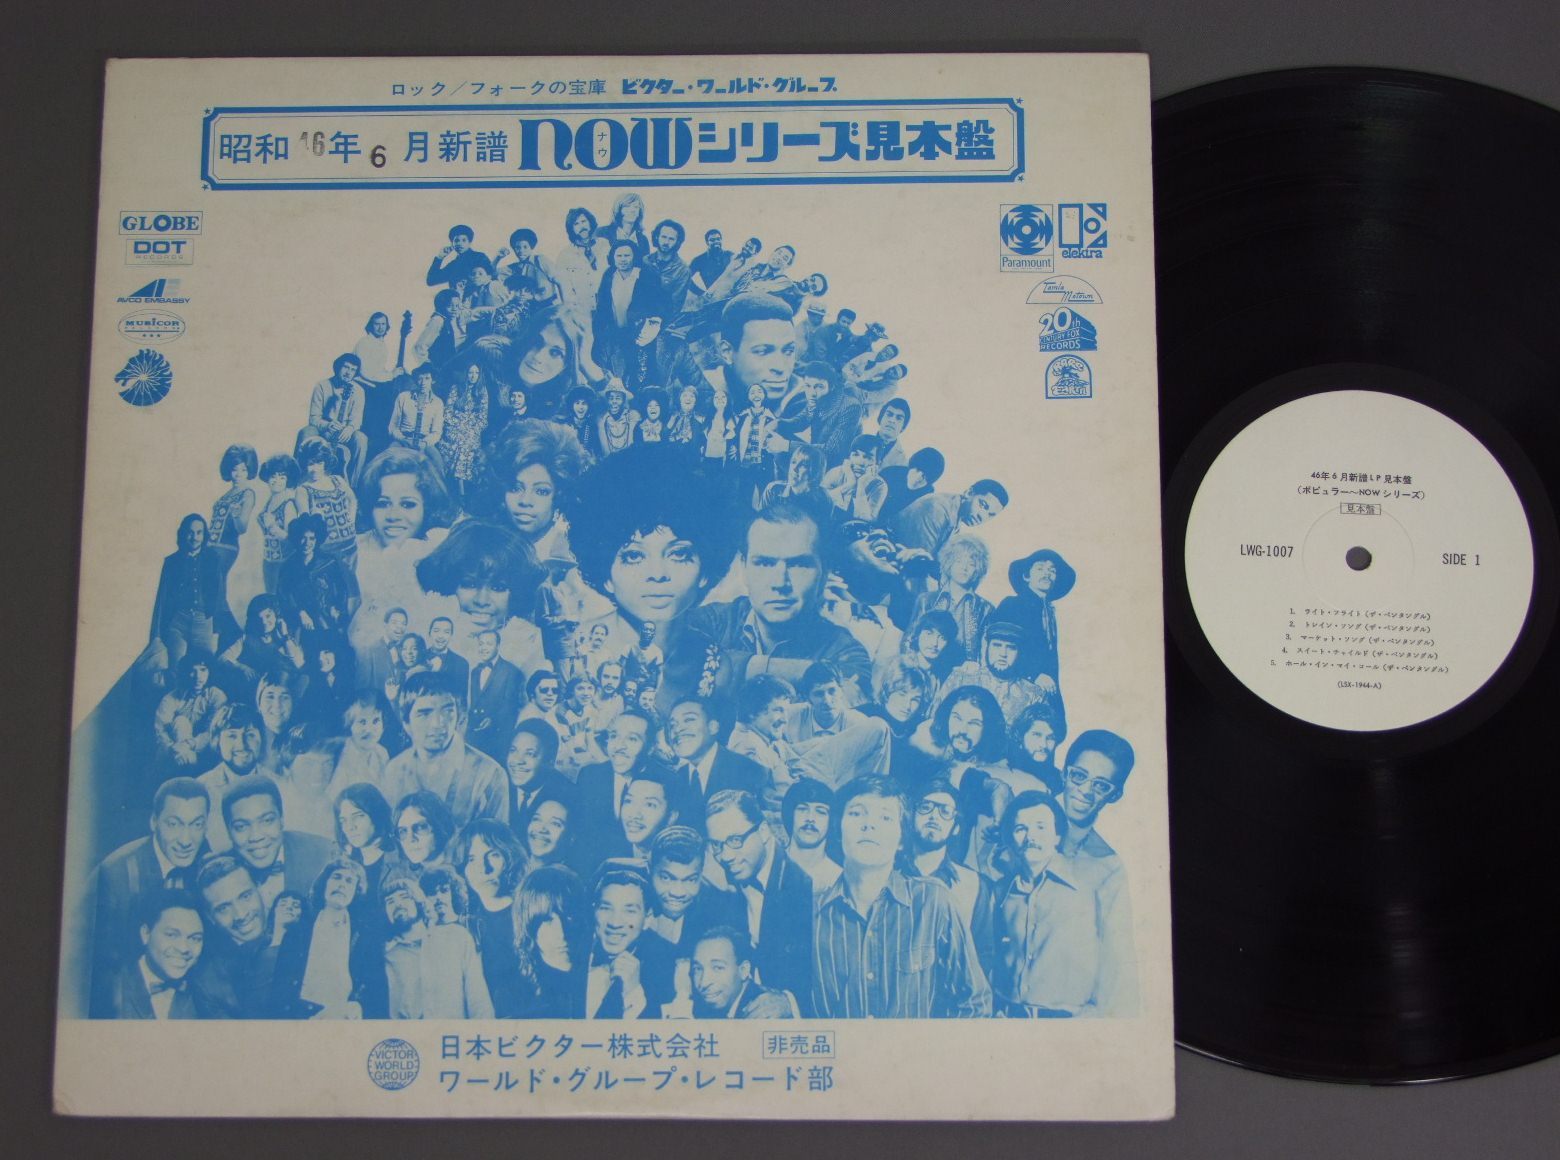 ロック／フォークの宝庫 ビクター・ワールド・グループ
昭和46年6月新譜 NOWシリーズ見本盤
ナウ
GLOBE
DOT
RECORDS
AVCO EMBASSY
MUSICOR
RECORDS
Paramount
elektra
Tamla Motown
20th
CENTURY FOX
RECORDS
VICTOR
WORLD
GROUP
日本ビクター株式会社 非売品
ワールド・グループ・レコード部
46年6月新譜LP見本盤
（ポピュラー〜NOWシリーズ）
見本盤
LWG-1007 SIDE 1
1. ライト・フライト（ザ・ペンタングル）
2. トレイン・ソング（ザ・ペンタングル）
3. マーケット・ソング（ザ・ペンタングル）
4. スイート・チャイルド（ザ・ペンタングル）
5. ホール・イン・マイ・コール（ザ・ペンタングル）
(LSX-1944-A)